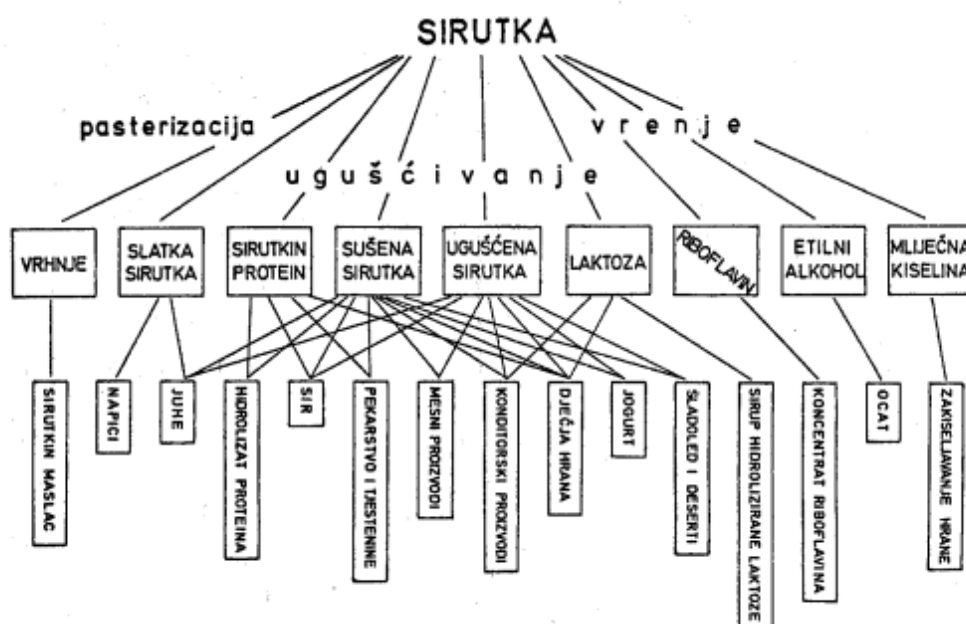 SIRUTKA
pasterizacija
vrenje
ugušćivanje
VRHNJE
SLATKA
SIRUTKA
SIRUTKIN
PROTEIN
SUŠENA
SIRUTKA
UGUŠĆENA
SIRUTKA
LAKTOZA
RIBOFLAVIN
ETILNI
ALKOHOL
MLIJEČNA
KISELINA
SIRUTKIN MASLAC
NAPICI
JUHE
HIDROLIZAT PROTEINA
SIR
PEKARSTVO I TJESTENINE
MESNI PROIZVODI
KONDITORSKI PROIZVODI
DJEČJA HRANA
JOGURT
SLADOLED I DESERTI
SIRUP HIDROLIZIRANE LAKTOZE
KONCENTRAT RIBOFLAVINA
OCAT
ZAKISELJAVANJE HRANE